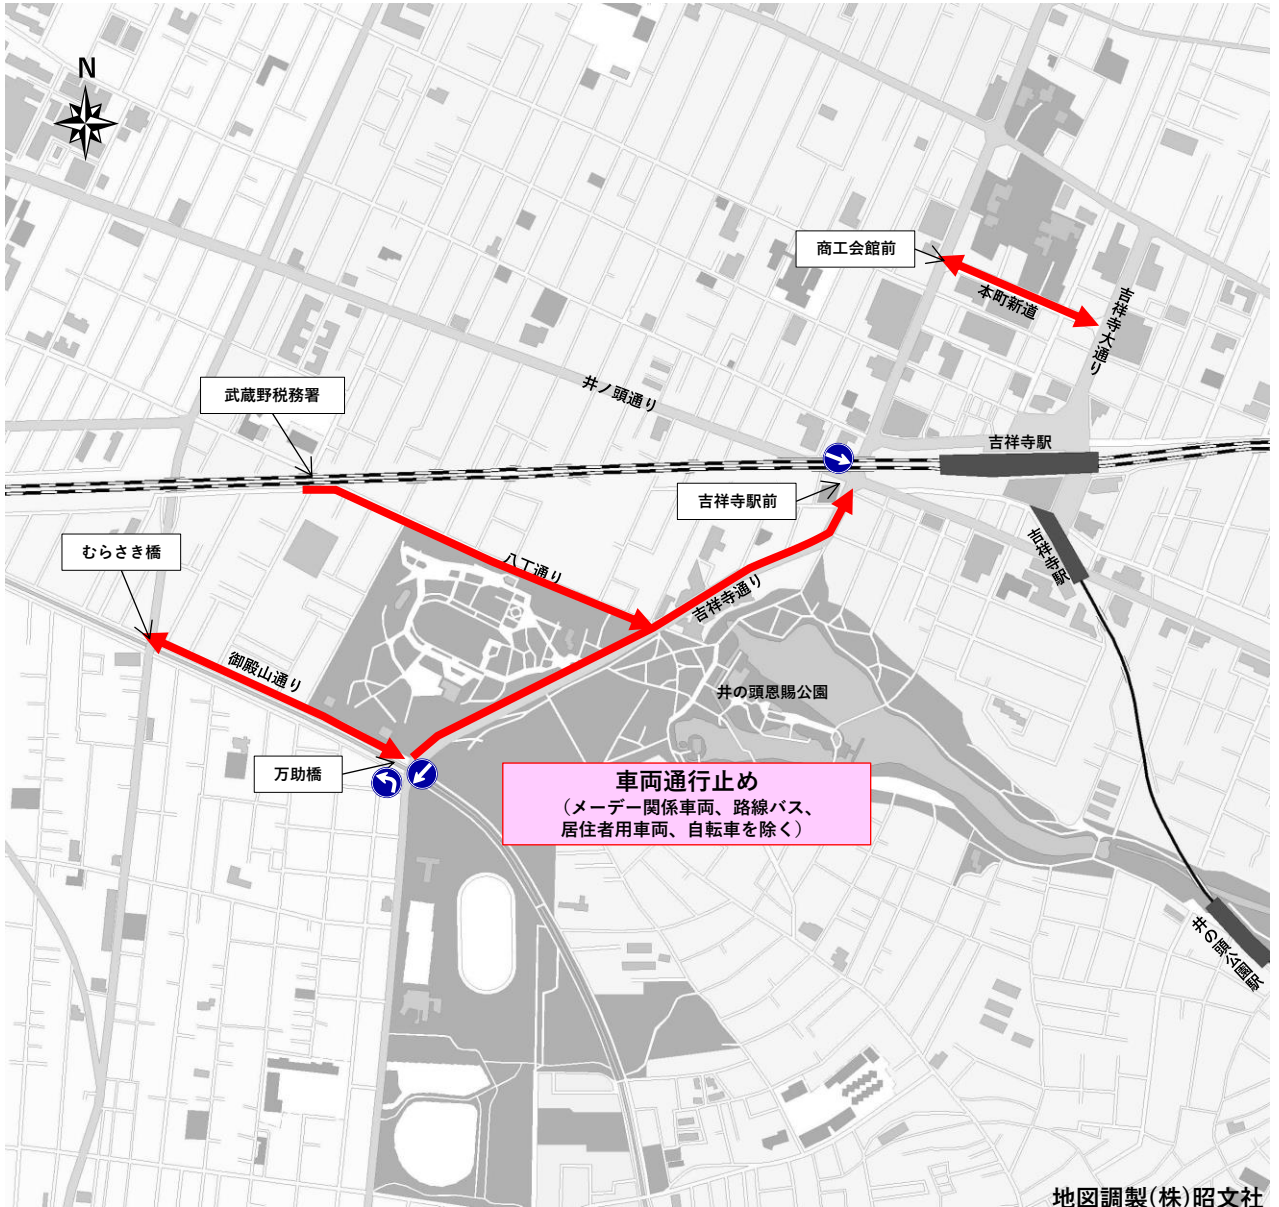 N
商工会館前
本町新道
吉祥寺大通り
武蔵野税務署
井ノ頭通り
吉祥寺駅
吉祥寺駅前
吉祥寺駅
むらさき橋
八丁通り
吉祥寺通り
御殿山通り
井の頭恩賜公園
万助橋
車両通行止め
（メーデー関係車両、路線バス、
居住者用車両、自転車を除く）
井の頭公園駅
地図調製(株)昭文社